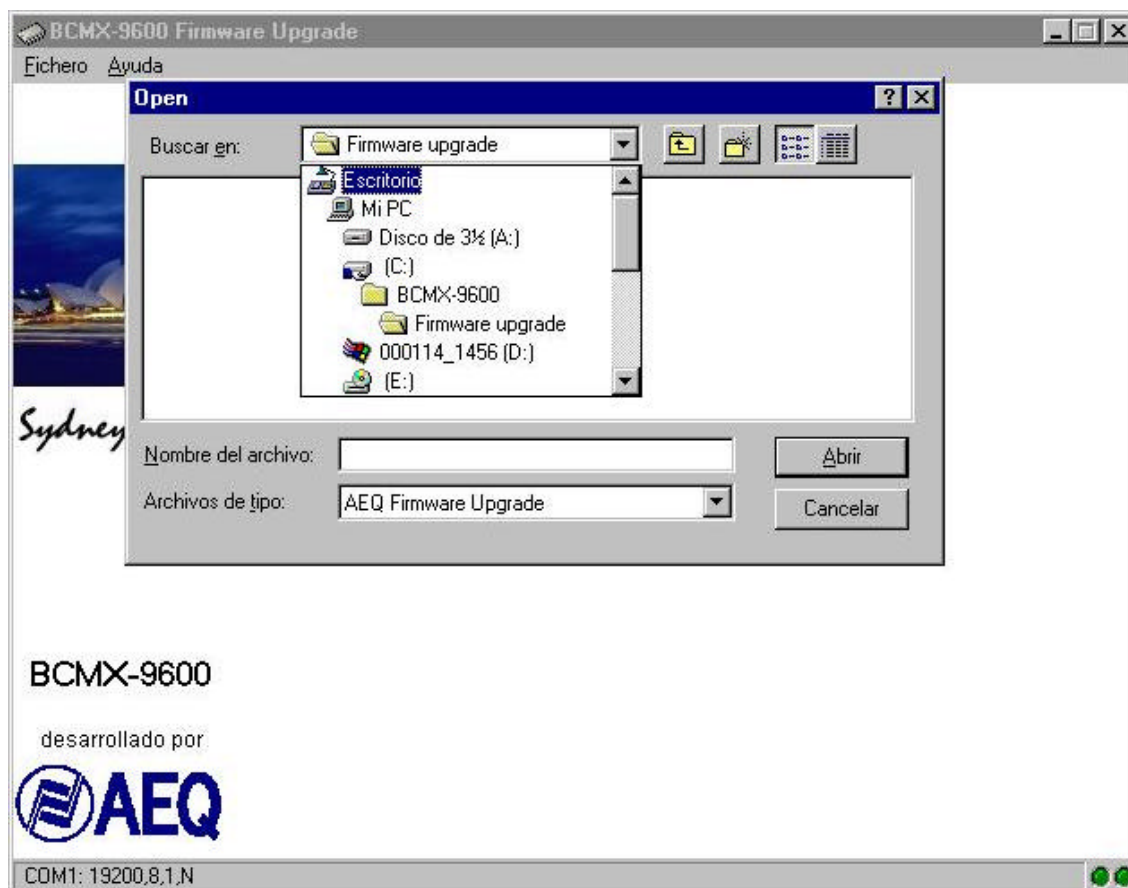 BCMX-9600 Firmware Upgrade
Fichero Ayuda
Open
Buscar en: Firmware upgrade
Escritorio
Mi PC
Disco de 3½ (A:)
(C:)
BCMX-9600
Firmware upgrade
000114_1456 (D:)
(E:)
Sydney
Nombre del archivo:
Abrir
Archivos de tipo: AEQ Firmware Upgrade
Cancelar
BCMX-9600
desarrollado por
AEQ
COM1: 19200,8,1,N